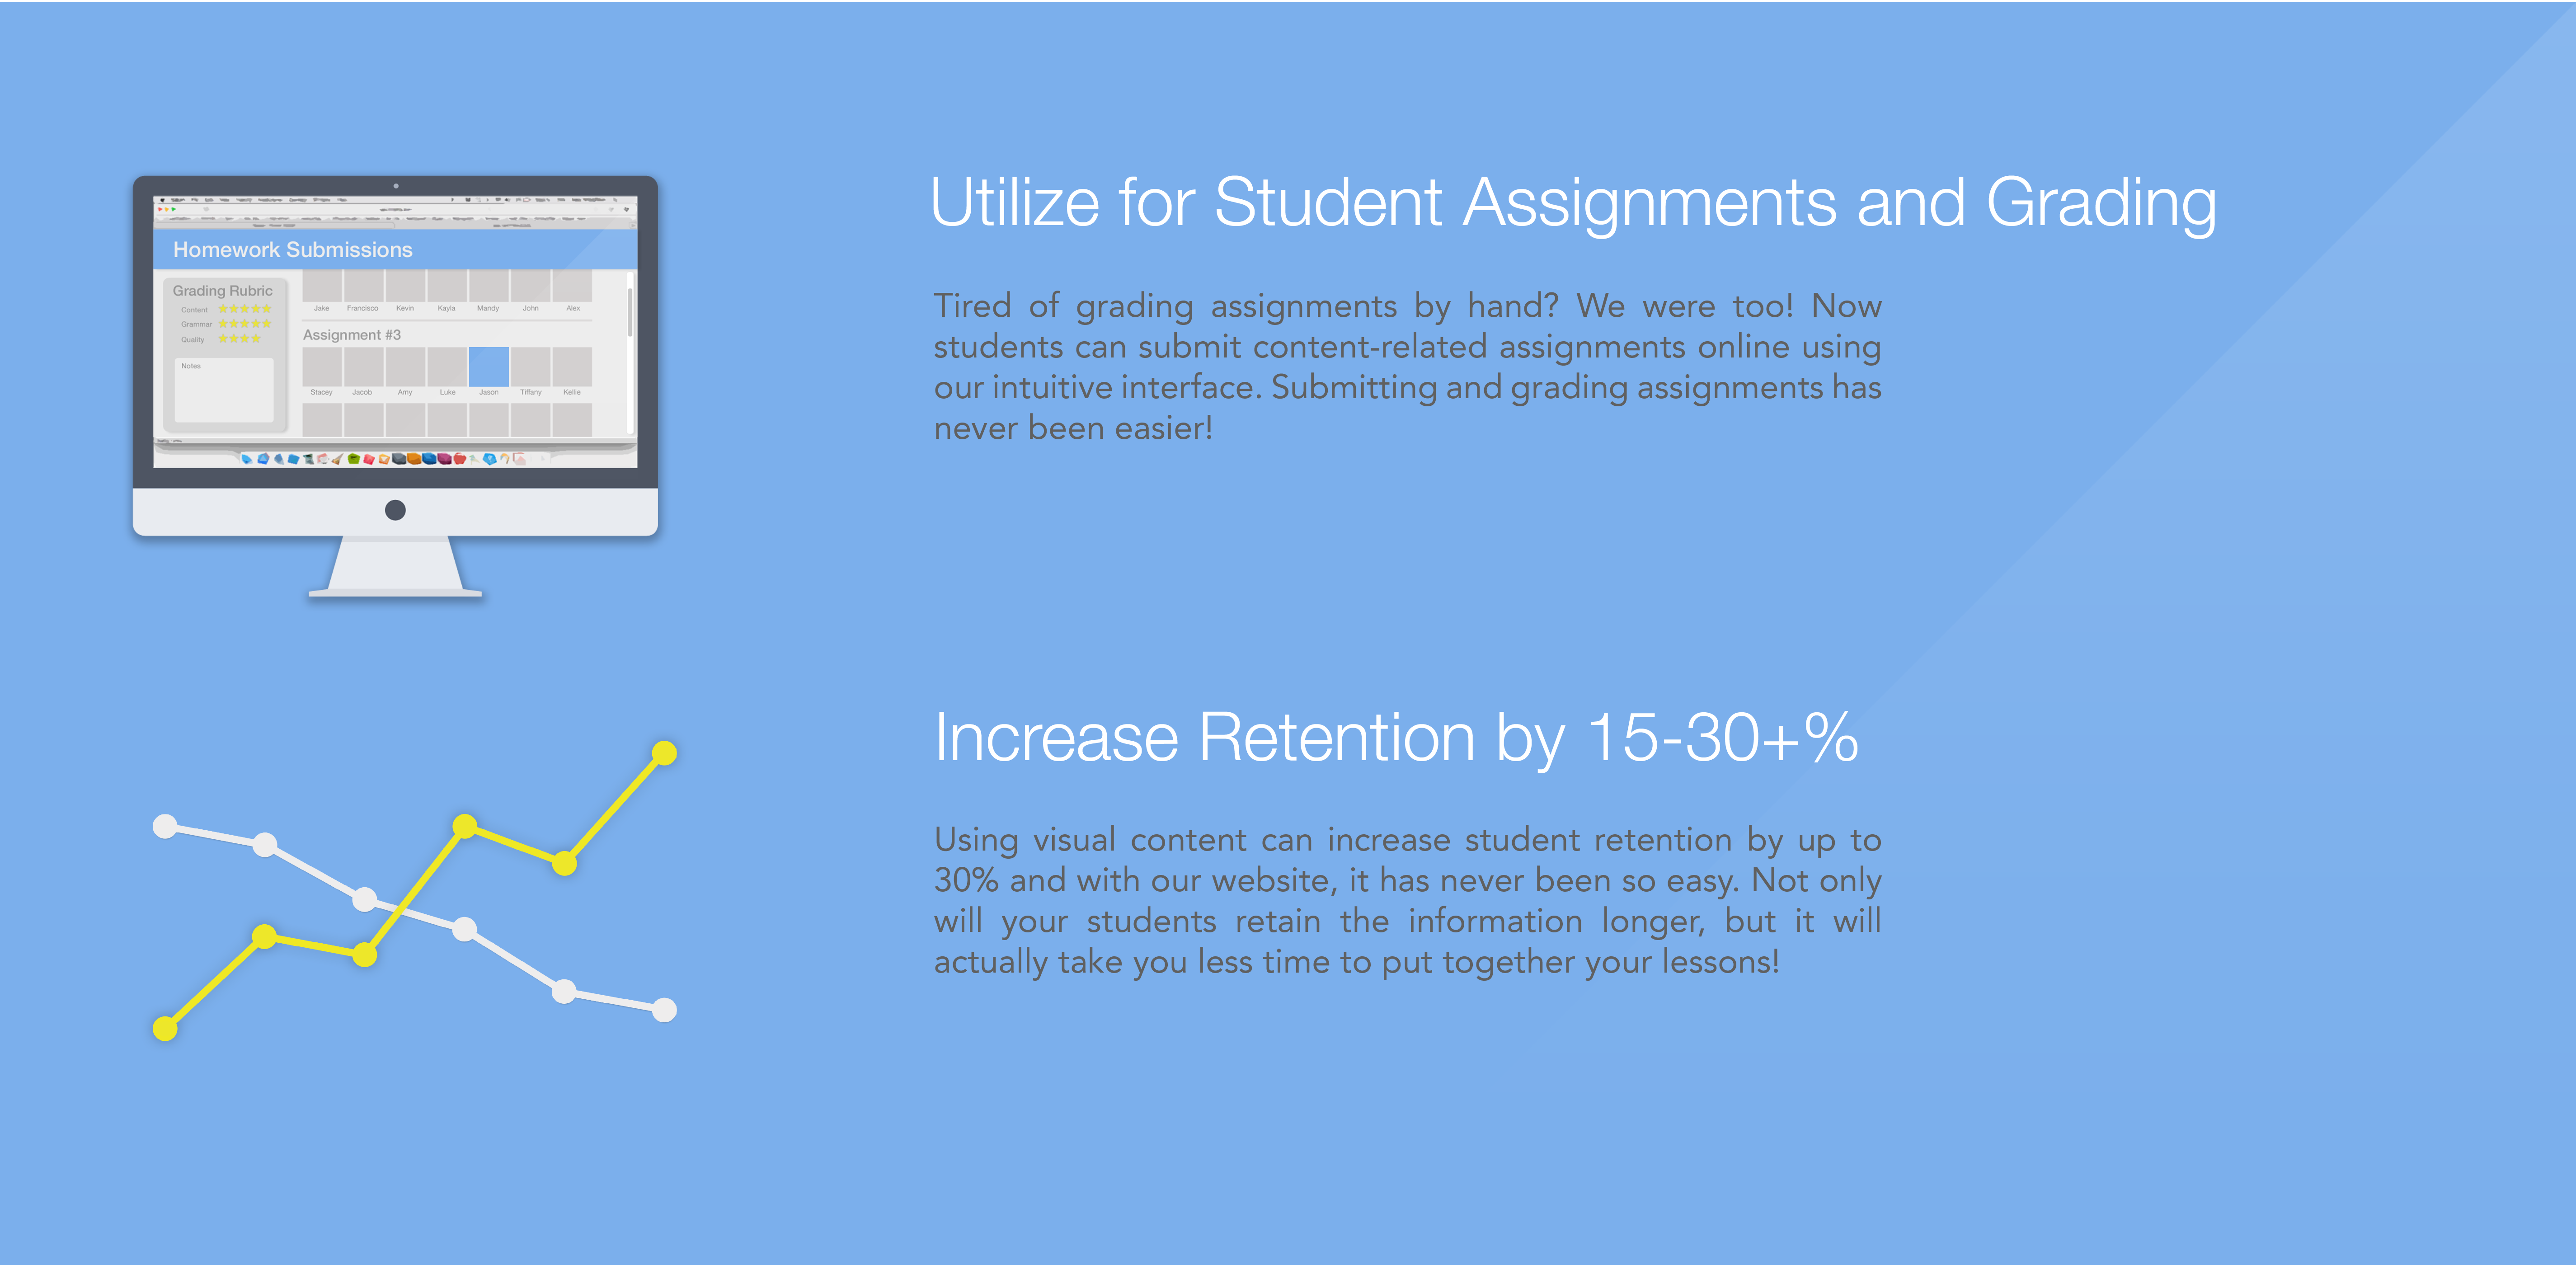 Homework Submissions
Grading Rubric
Content
Grammar
Quality
Notes
Jake Francisco Kevin Kayla Mandy John Alex
Assignment #3
Stacey Jacob Amy Luke Jason Tiffany Kellie
Utilize for Student Assignments and Grading
Tired of grading assignments by hand? We were too! Now
students can submit content-related assignments online using
our intuitive interface. Submitting and grading assignments has
never been easier!
Increase Retention by 15-30+%
Using visual content can increase student retention by up to
30% and with our website, it has never been so easy. Not only
will your students retain the information longer, but it will
actually take you less time to put together your lessons!